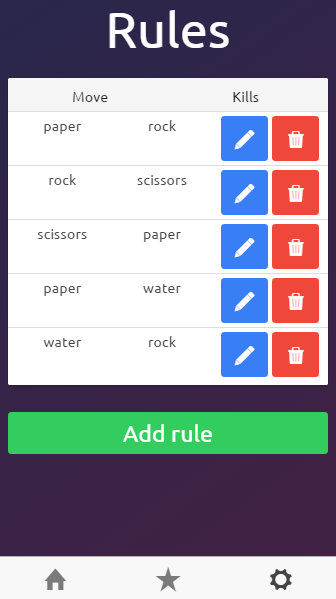 Rules
Move Kills
paper rock
rock scissors
scissors paper
paper water
water rock
Add rule